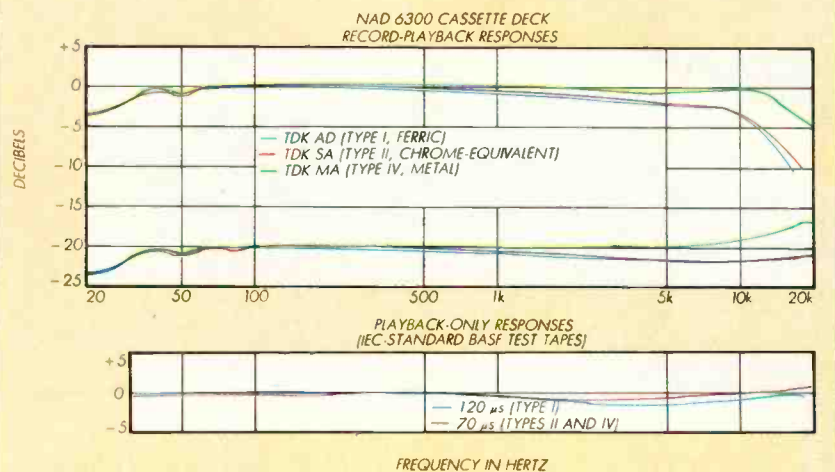 NAD 6300 CASSETTE DECK
RECORD-PLAYBACK RESPONSES
+5
0
-5
-10
-15
-20
-25
DECIBELS
TDK AD (TYPE I, FERRIC)
TDK SA (TYPE II, CHROME-EQUIVALENT)
TDK MA (TYPE IV, METAL)
20 50 100 500 1k 5k 10k 20k
PLAYBACK-ONLY RESPONSES
(IEC-STANDARD BASF TEST TAPES)
+5
0
-5
120 µs (TYPE I)
70 µs (TYPES II AND IV)
FREQUENCY IN HERTZ